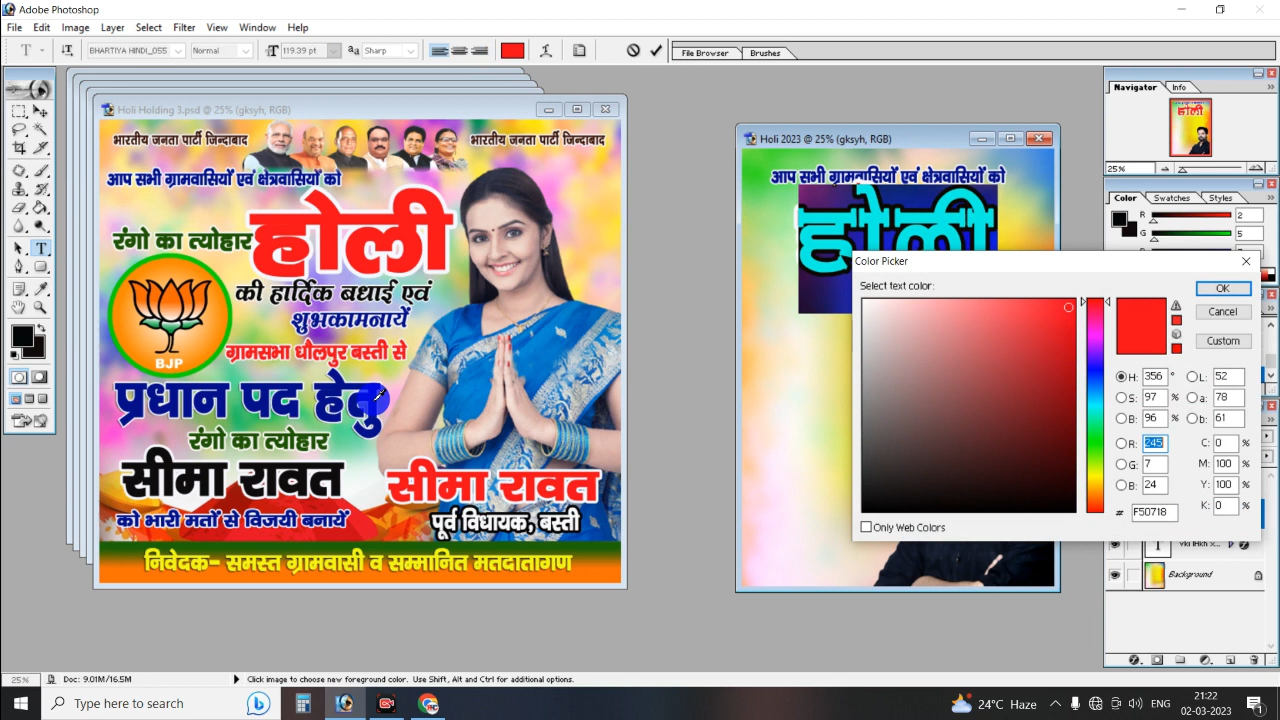 Adobe Photoshop
File Edit Image Layer Select Filter View Window Help
BHARTIYA HINDI_055 Normal 119.39 pt Sharp File Browser Brushes
Holi Holding 3.psd @ 25% (gksyh, RGB)
भारतीय जनता पार्टी जिन्दाबाद भारतीय जनता पार्टी जिन्दाबाद
आप सभी ग्रामवासियों एवं क्षेत्रवासियों को
रंगो का त्योहार होली
की हार्दिक बधाई एवं
शुभकामनायें
BJP
ग्रामसभा धौलपुर बस्ती से
प्रधान पद हेतु
रंगो का त्योहार
सीमा रावत सीमा रावत
को भारी मतों से विजयी बनायें पूर्व विधायक, बस्ती
निवेदक- समस्त ग्रामवासी व सम्मानित मतदातागण
Holi 2023 @ 25% (gksyh, RGB)
आप सभी ग्रामवासियों एवं क्षेत्रवासियों को
होली
Color Picker
Select text color:
OK
Cancel
Custom
H: 356 ° L: 52
S: 97 % a: 78
B: 96 % b: 61
R: 245 C: 0 %
G: 7 M: 100 %
B: 24 Y: 100 %
# F50718 K: 0 %
Only Web Colors
Navigator Info
25%
Color Swatches Styles
R 2
G 5
Background
25% Doc: 9.01M/16.5M Click image to choose new foreground color. Use Shift, Alt and Ctrl for additional options.
Type here to search
24°C Haze ENG 21:22
02-03-2023